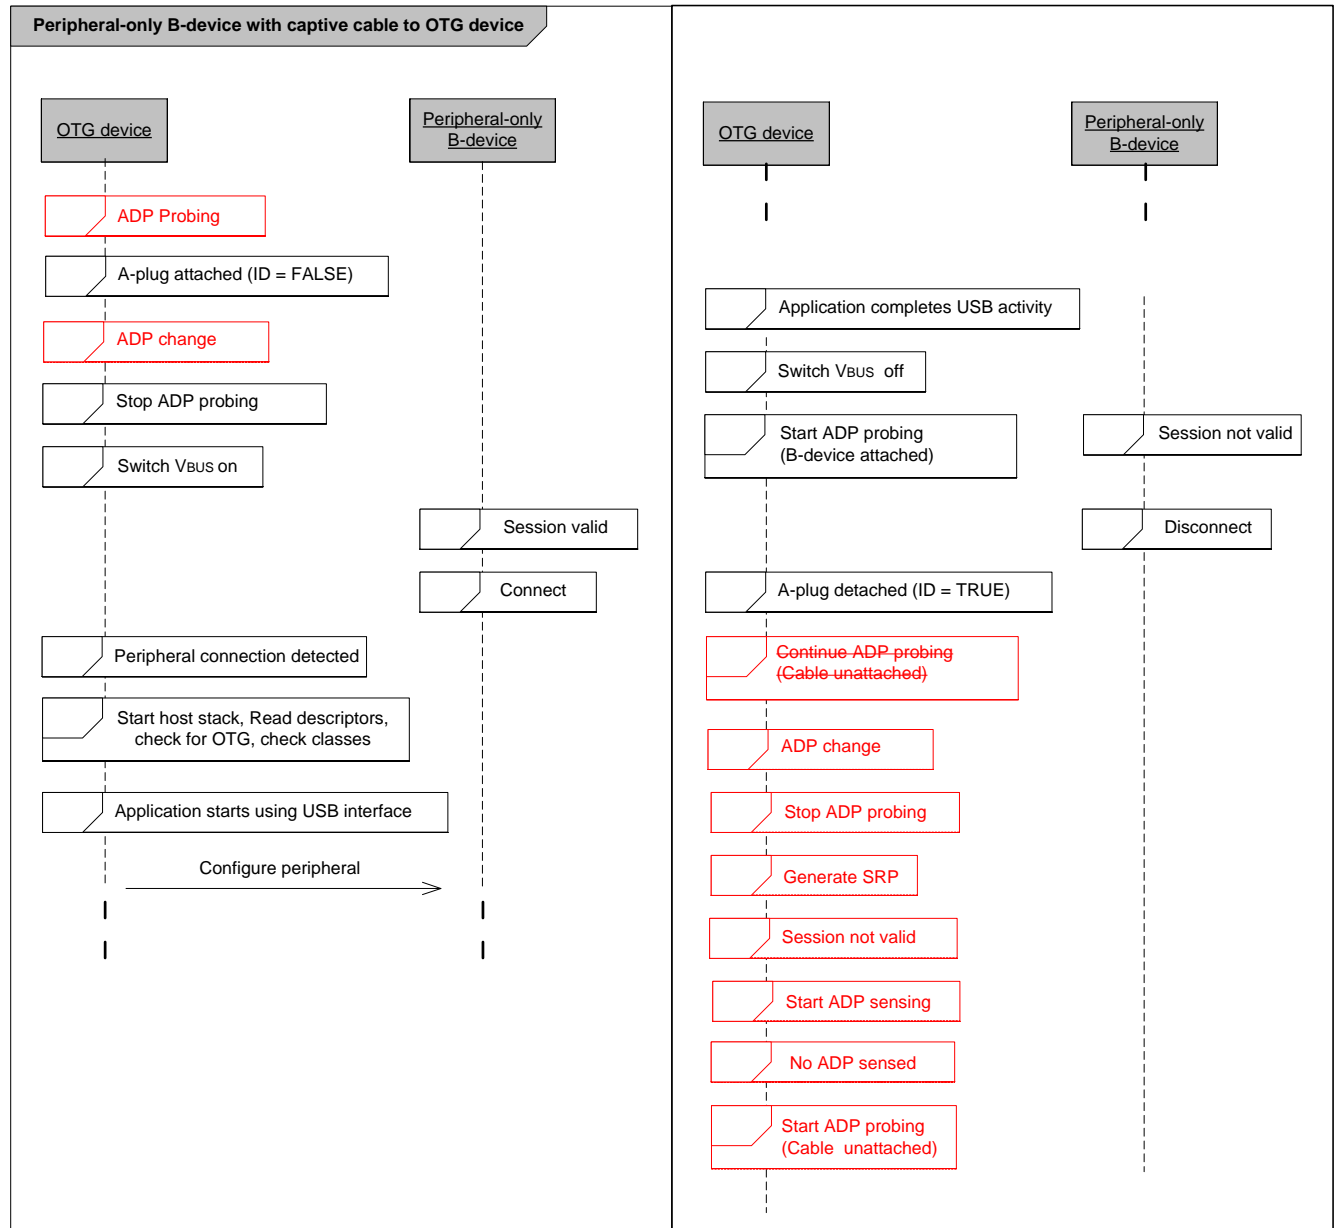 Peripheral-only B-device with captive cable to OTG device
OTG device
Peripheral-only
B-device
ADP Probing
A-plug attached (ID = FALSE)
ADP change
Stop ADP probing
Switch VBUS on
Session valid
Connect
Peripheral connection detected
Start host stack, Read descriptors,
check for OTG, check classes
Application starts using USB interface
Configure peripheral
OTG device
Peripheral-only
B-device
Application completes USB activity
Switch VBUS off
Start ADP probing
(B-device attached)
Session not valid
Disconnect
A-plug detached (ID = TRUE)
Continue ADP probing
(Cable unattached)
ADP change
Stop ADP probing
Generate SRP
Session not valid
Start ADP sensing
No ADP sensed
Start ADP probing
(Cable unattached)